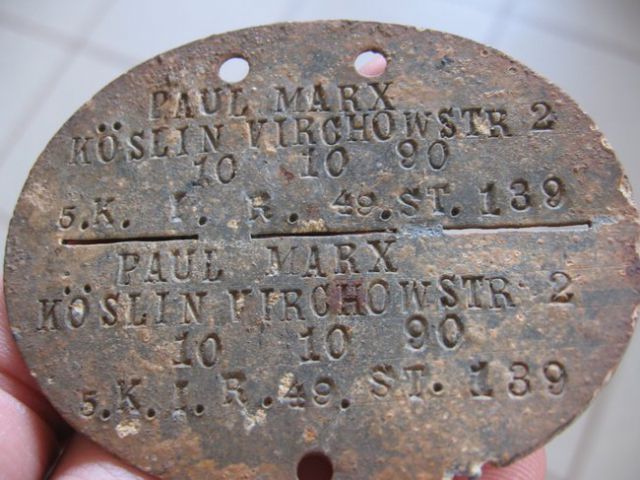 PAUL MARX
KÖSLIN VIRCHOWSTR 2
10 10 90
5.K. I. R. 49. ST. 139
PAUL MARX
KÖSLIN VIRCHOWSTR 2
10 10 90
5.K.I.R.49. ST. 139